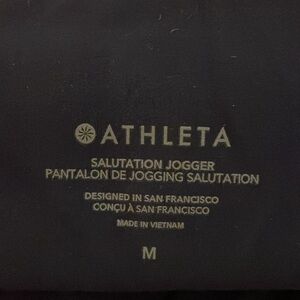 ATHLETA
SALUTATION JOGGER
PANTALON DE JOGGING SALUTATION
DESIGNED IN SAN FRANCISCO
CONÇU À SAN FRANCISCO
MADE IN VIETNAM
M